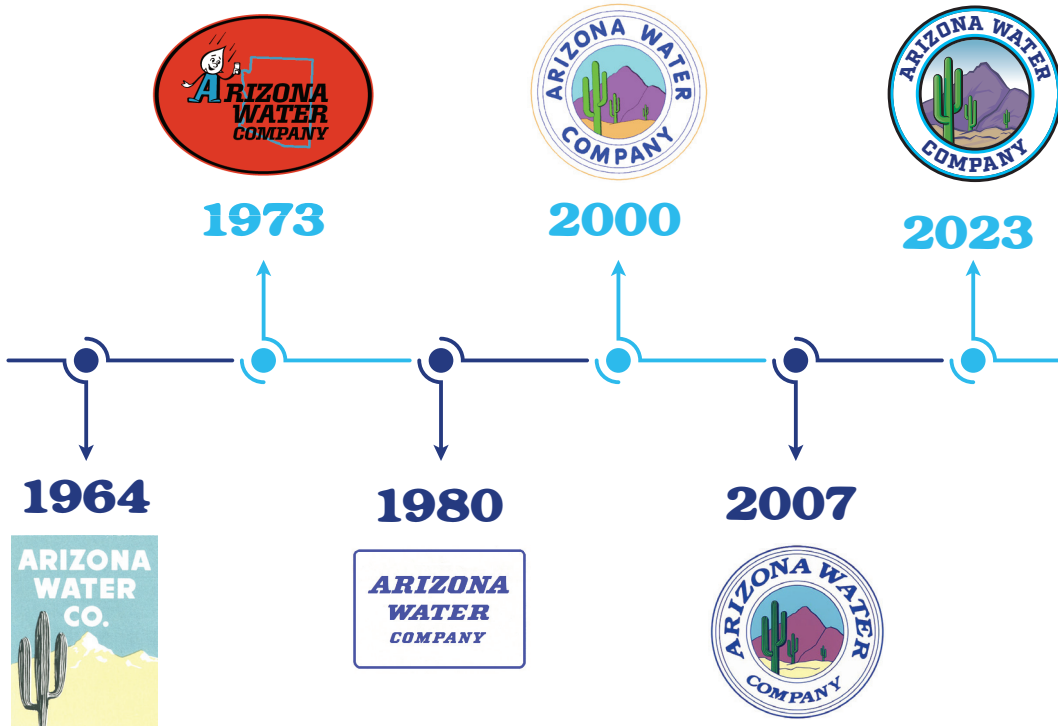 ARIZONA
WATER
COMPANY
1973
ARIZONA WATER
COMPANY
2000
ARIZONA WATER
COMPANY
2023
1964
ARIZONA
WATER
CO.
1980
ARIZONA
WATER
COMPANY
2007
ARIZONA WATER
COMPANY